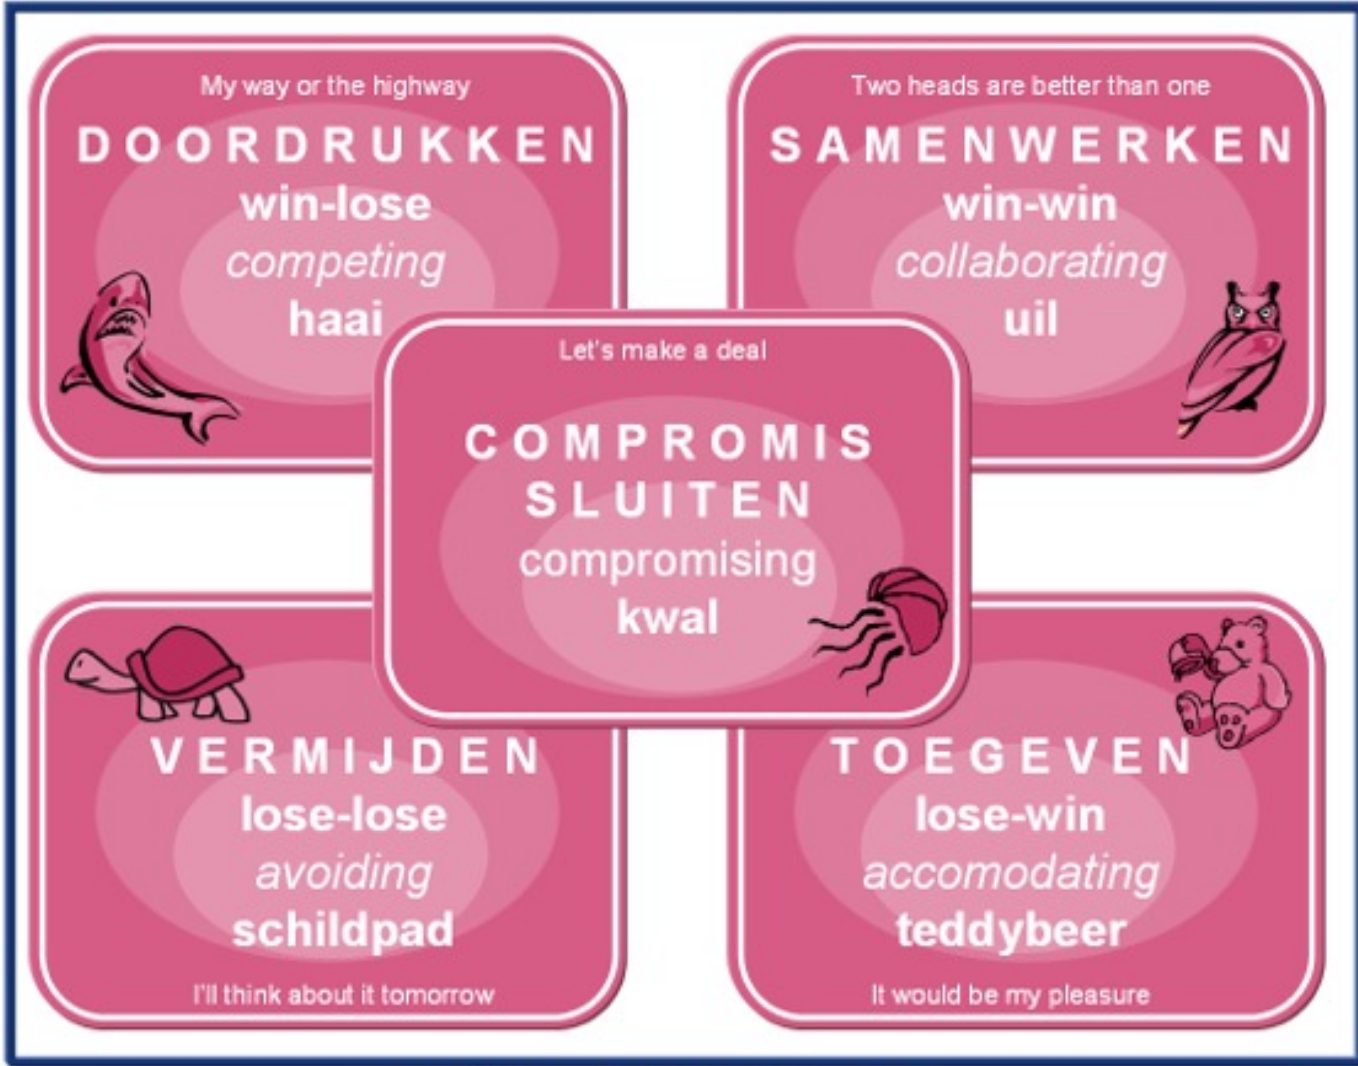 My way or the highway
DOORDRUKKEN
win-lose
competing
haai
Two heads are better than one
SAMENWERKEN
win-win
collaborating
uil
Let's make a deal
COMPROMIS
SLUITEN
compromising
kwal
VERMIJDEN
lose-lose
avoiding
schildpad
I'll think about it tomorrow
TOEGEVEN
lose-win
accomodating
teddybeer
It would be my pleasure